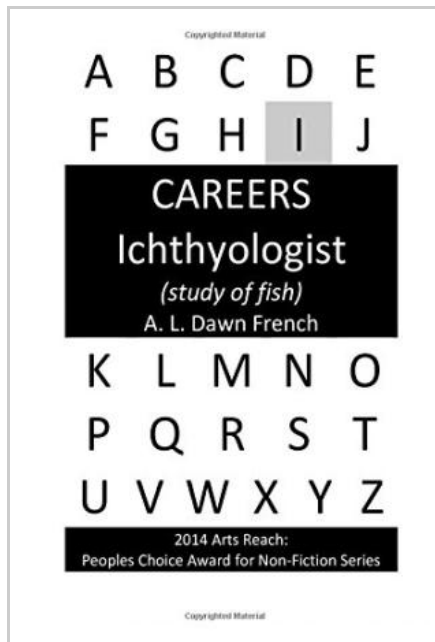 Copyrighted Material
A B C D E
F G H I J
CAREERS
Ichthyologist
(study of fish)
A. L. Dawn French
K L M N O
P Q R S T
U V W X Y Z
2014 Arts Reach:
Peoples Choice Award for Non-Fiction Series
Copyrighted Material